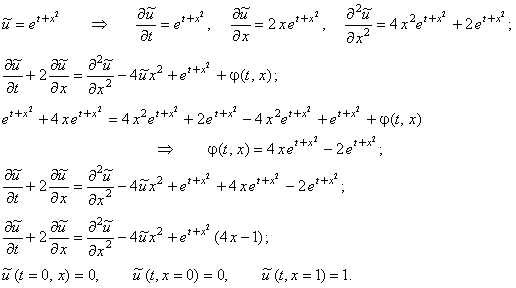 ũ = e^{t+x²} ⇒ ∂ũ/∂t = e^{t+x²}, ∂ũ/∂x = 2xe^{t+x²}, ∂²ũ/∂x² = 4x²e^{t+x²} + 2e^{t+x²};
∂ũ/∂t + 2∂ũ/∂x = ∂²ũ/∂x² − 4ũx² + e^{t+x²} + φ(t, x);
e^{t+x²} + 4xe^{t+x²} = 4x²e^{t+x²} + 2e^{t+x²} − 4x²e^{t+x²} + e^{t+x²} + φ(t, x)
⇒ φ(t, x) = 4xe^{t+x²} − 2e^{t+x²};
∂ũ/∂t + 2∂ũ/∂x = ∂²ũ/∂x² − 4ũx² + e^{t+x²} + 4xe^{t+x²} − 2e^{t+x²};
∂ũ/∂t + 2∂ũ/∂x = ∂²ũ/∂x² − 4ũx² + e^{t+x²}(4x−1);
ũ(t=0, x) = 0, ũ(t, x=0) = 0, ũ(t, x=1) = 1.